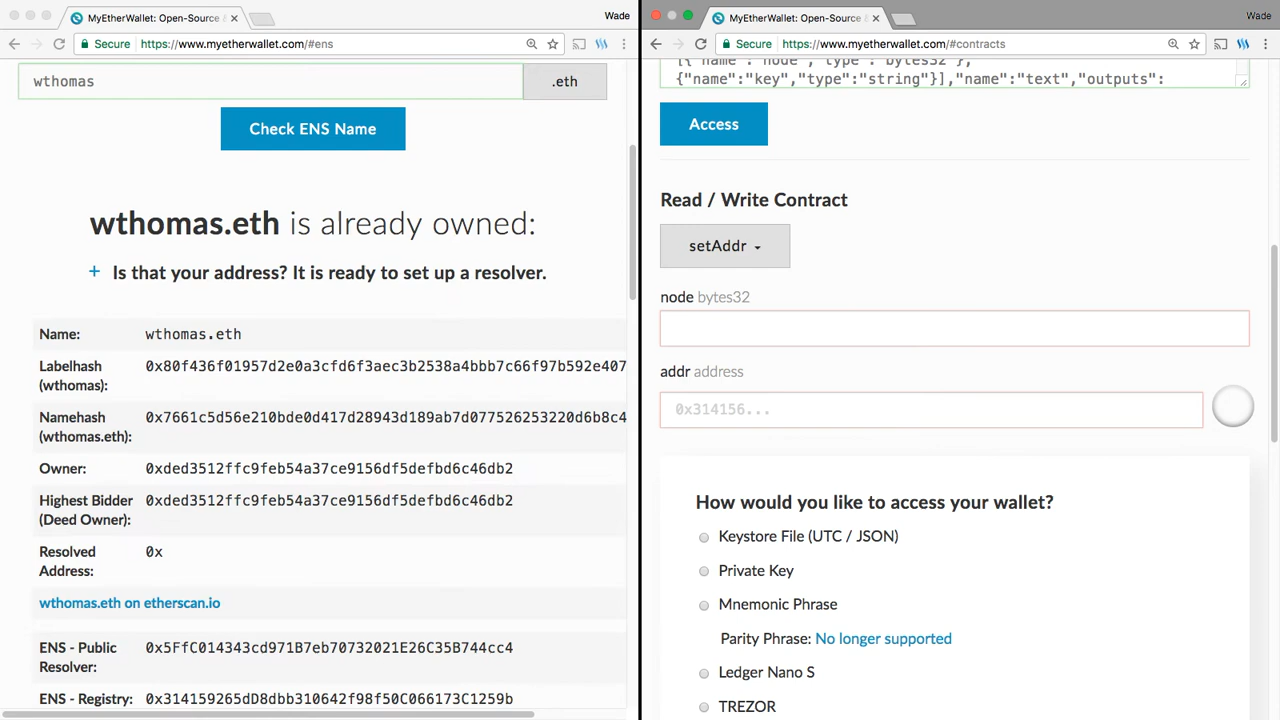 MyEtherWallet: Open-Source &
Wade
Secure
https://www.myetherwallet.com/#ens
wthomas
.eth
Check ENS Name
wthomas.eth is already owned:
+ Is that your address? It is ready to set up a resolver.
Name: wthomas.eth
Labelhash 0x80f436f01957d2e0a3cfd6f3aec3b2538a4bbb7c66f97b592e407
(wthomas):
Namehash 0x7661c5d56e210bde0d417d28943d189ab7d077526253220d6b8c4
(wthomas.eth):
Owner: 0xded3512ffc9feb54a37ce9156df5defbd6c46db2
Highest Bidder 0xded3512ffc9feb54a37ce9156df5defbd6c46db2
(Deed Owner):
Resolved 0x
Address:
wthomas.eth on etherscan.io
ENS - Public 0x5FfC014343cd971B7eb70732021E26C35B744cc4
Resolver:
ENS - Registry: 0x314159265dD8dbb310642f98f50C066173C1259b
MyEtherWallet: Open-Source &
Wade
Secure
https://www.myetherwallet.com/#contracts
[{"name":"node","type":"bytes32"},
{"name":"key","type":"string"}],"name":"text","outputs":
Access
Read / Write Contract
setAddr
node bytes32
addr address
0x314156...
How would you like to access your wallet?
Keystore File (UTC / JSON)
Private Key
Mnemonic Phrase
Parity Phrase: No longer supported
Ledger Nano S
TREZOR